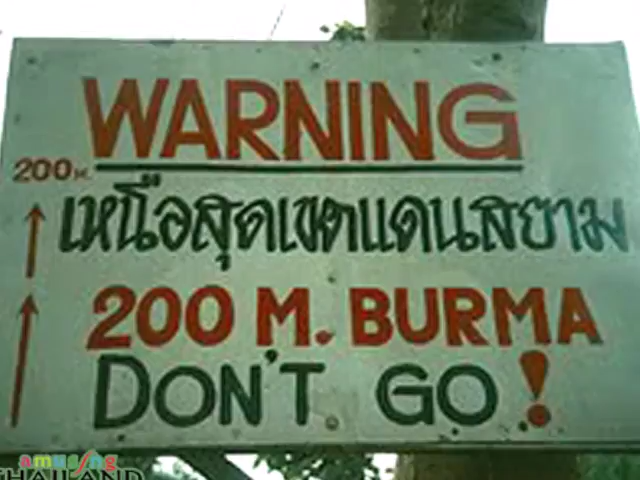 WARNING
200 M.
เหนือสุดเขตแดนสยาม
200 M. BURMA
DON'T GO!
amusing
THAILAND